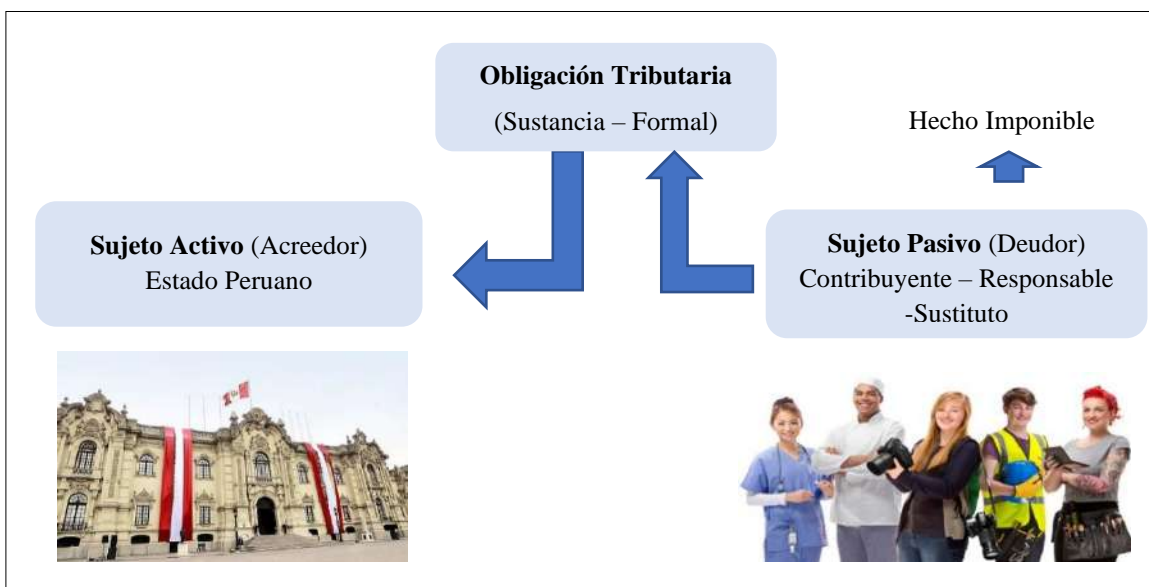 Obligación Tributaria
(Sustancia – Formal)
Hecho Imponible
Sujeto Activo (Acreedor)
Estado Peruano
Sujeto Pasivo (Deudor)
Contribuyente – Responsable
-Sustituto